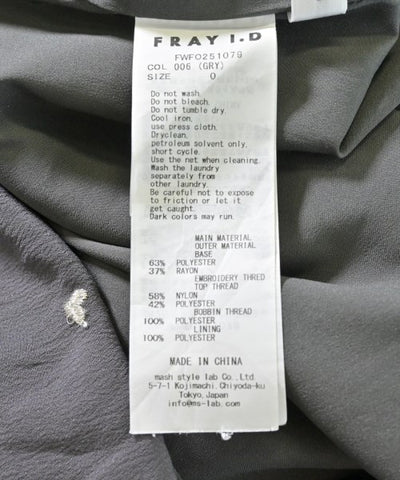 FRAY I.D
FWFO251079
COL 006 (GRY)
SIZE 0
Do not wash.
Do not bleach.
Do not tumble dry.
Cool iron,
use press cloth.
Dryclean,
petroleum solvent only,
short cycle.
Use the net when cleaning.
Wash the laundry
separately from
other laundry.
Be careful not to expose
to friction or let it
get caught.
Dark colors may run.
MAIN MATERIAL
OUTER MATERIAL
BASE
63% POLYESTER
37% RAYON
EMBROIDERY THRED
TOP THREAD
58% NYLON
42% POLYESTER
BOBBIN THREAD
100% POLYESTER
LINING
100% POLYESTER
MADE IN CHINA
mash style lab Co.,Ltd.
5-7-1 Kojimachi,Chiyoda-ku
Tokyo,Japan
info@ms-lab.com